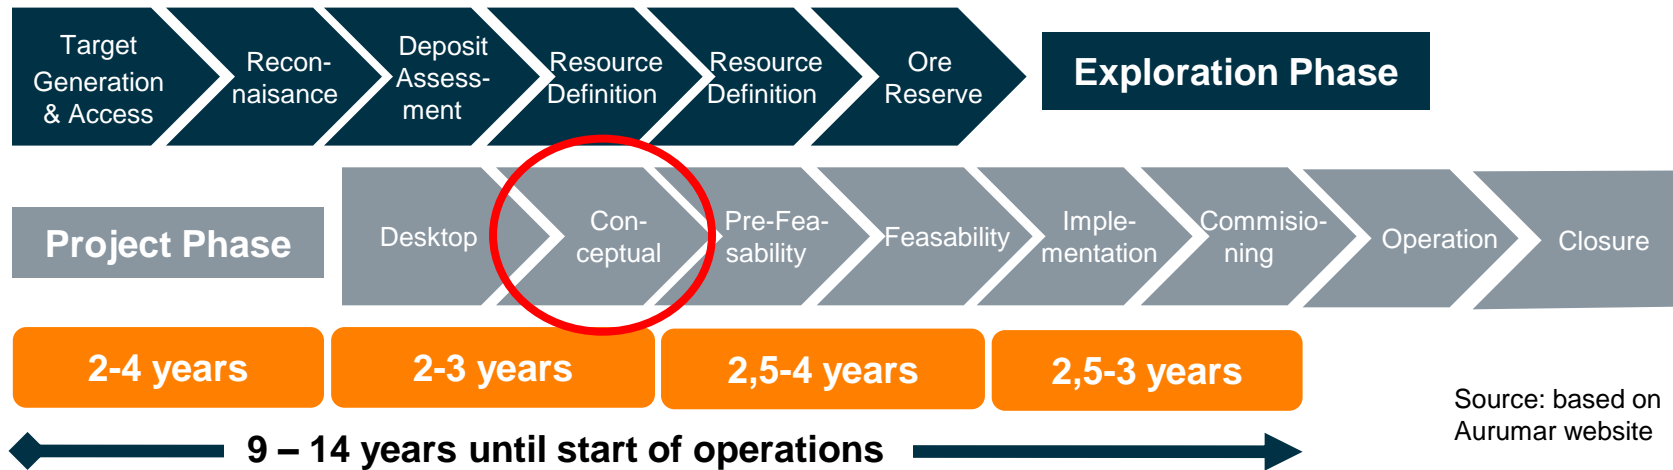 Target
Generation
& Access
Recon-
naisance
Deposit
Assess-
ment
Resource
Definition
Resource
Definition
Ore
Reserve
Exploration Phase
Project Phase
Desktop
Con-
ceptual
Pre-Fea-
sability
Feasability
Imple-
mentation
Commisio-
ning
Operation
Closure
2-4 years
2-3 years
2,5-4 years
2,5-3 years
9 – 14 years until start of operations
Source: based on
Aurumar website